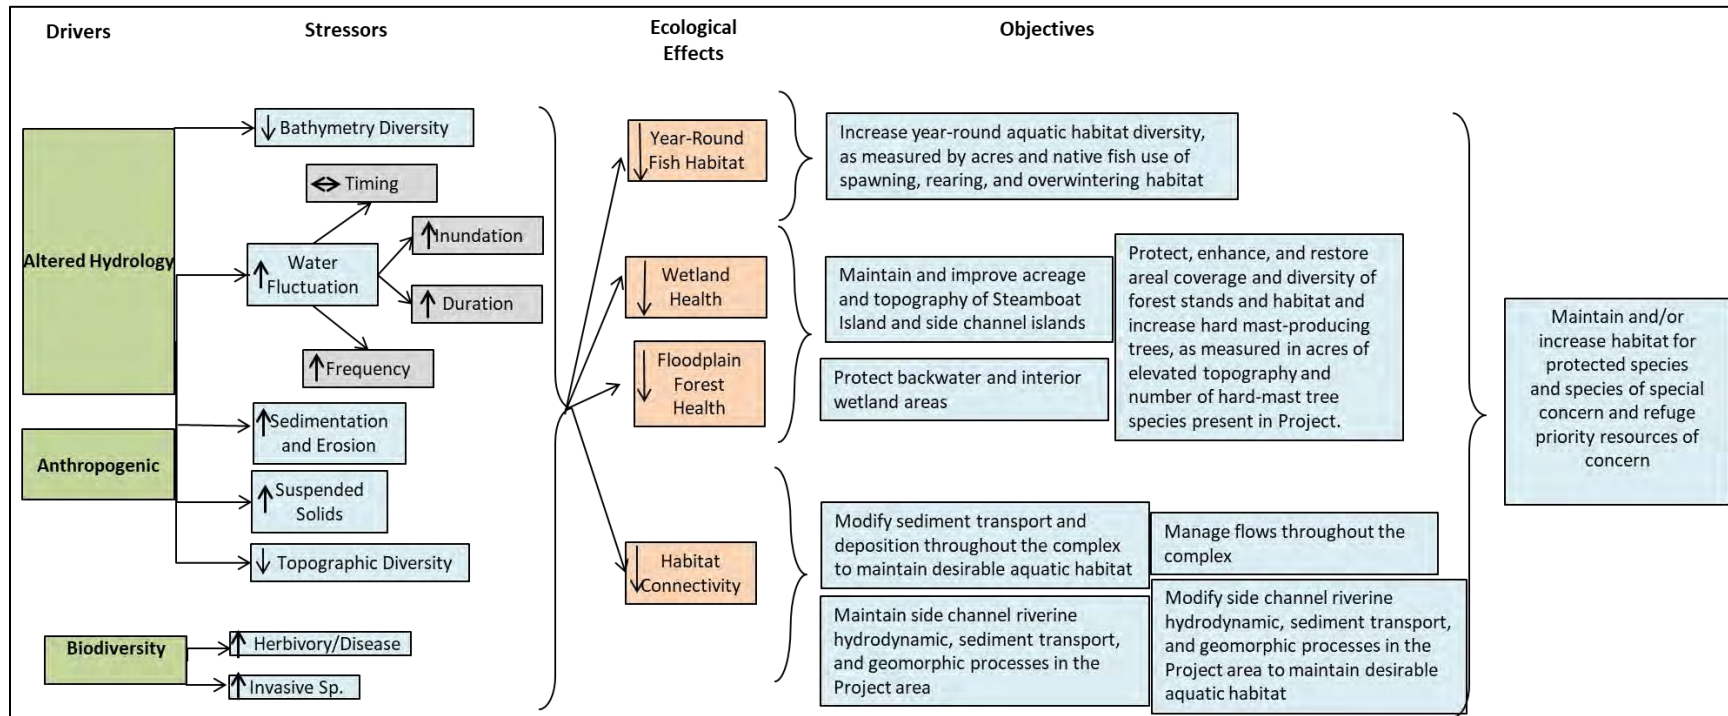 Drivers
Stressors
Ecological
Effects
Objectives
Altered Hydrology
Anthropogenic
Biodiversity
Bathymetry Diversity
Timing
Inundation
Water
Fluctuation
Duration
Frequency
Sedimentation
and Erosion
Suspended
Solids
Topographic Diversity
Herbivory/Disease
Invasive Sp.
Year-Round
Fish Habitat
Wetland
Health
Floodplain
Forest
Health
Habitat
Connectivity
Increase year-round aquatic habitat diversity,
as measured by acres and native fish use of
spawning, rearing, and overwintering habitat
Maintain and improve acreage
and topography of Steamboat
Island and side channel islands
Protect backwater and interior
wetland areas
Protect, enhance, and restore
areal coverage and diversity of
forest stands and habitat and
increase hard mast-producing
trees, as measured in acres of
elevated topography and
number of hard-mast tree
species present in Project.
Modify sediment transport and
deposition throughout the complex
to maintain desirable aquatic habitat
Manage flows throughout the
complex
Maintain side channel riverine
hydrodynamic, sediment transport,
and geomorphic processes in the
Project area
Modify side channel riverine
hydrodynamic, sediment transport,
and geomorphic processes in the
Project area to maintain desirable
aquatic habitat
Maintain and/or
increase habitat for
protected species
and species of special
concern and refuge
priority resources of
concern